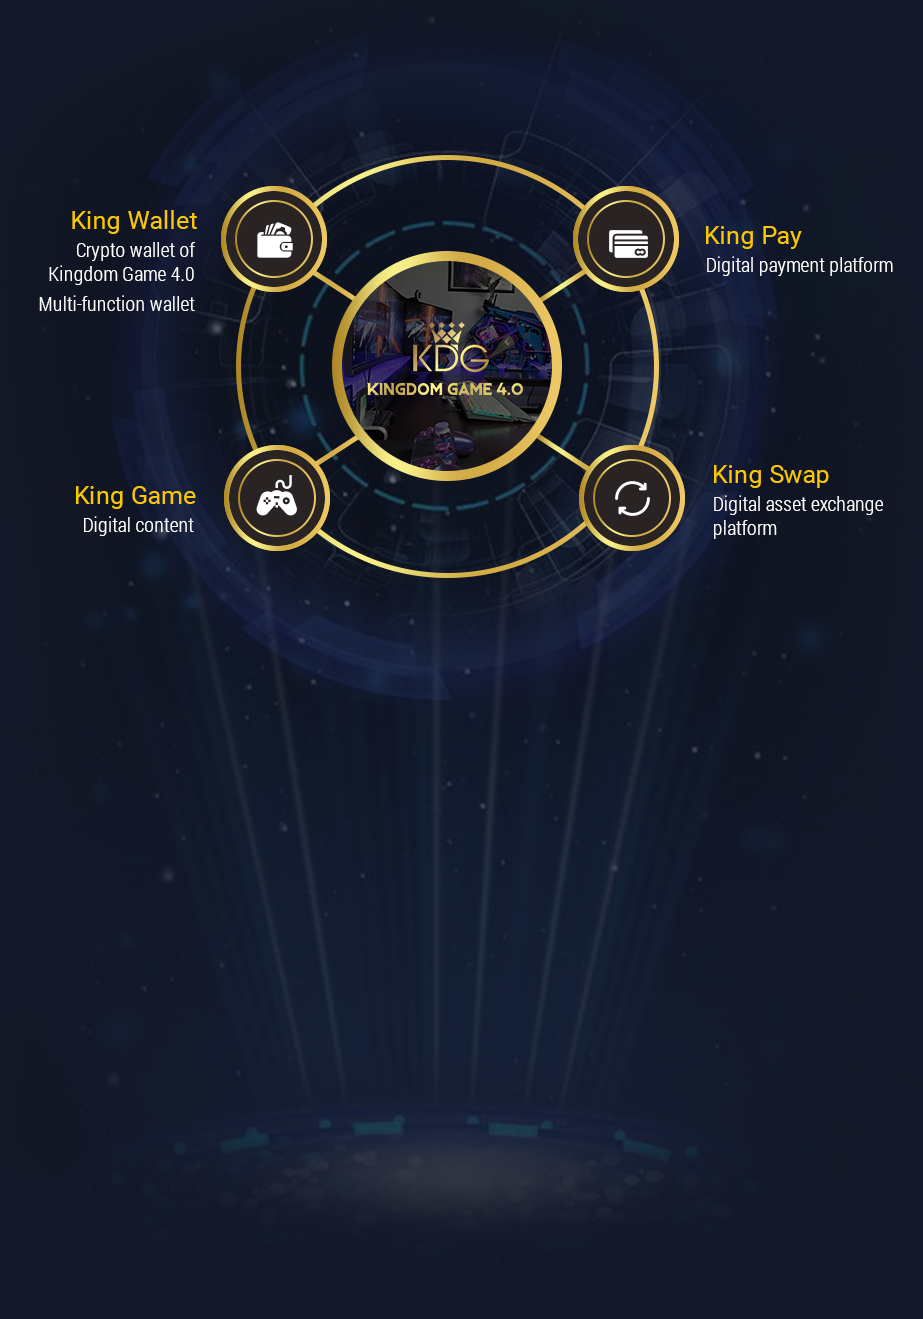 King Wallet
Crypto wallet of
Kingdom Game 4.0
Multi-function wallet
King Pay
Digital payment platform
KDG
KINGDOM GAME 4.0
King Game
Digital content
King Swap
Digital asset exchange
platform